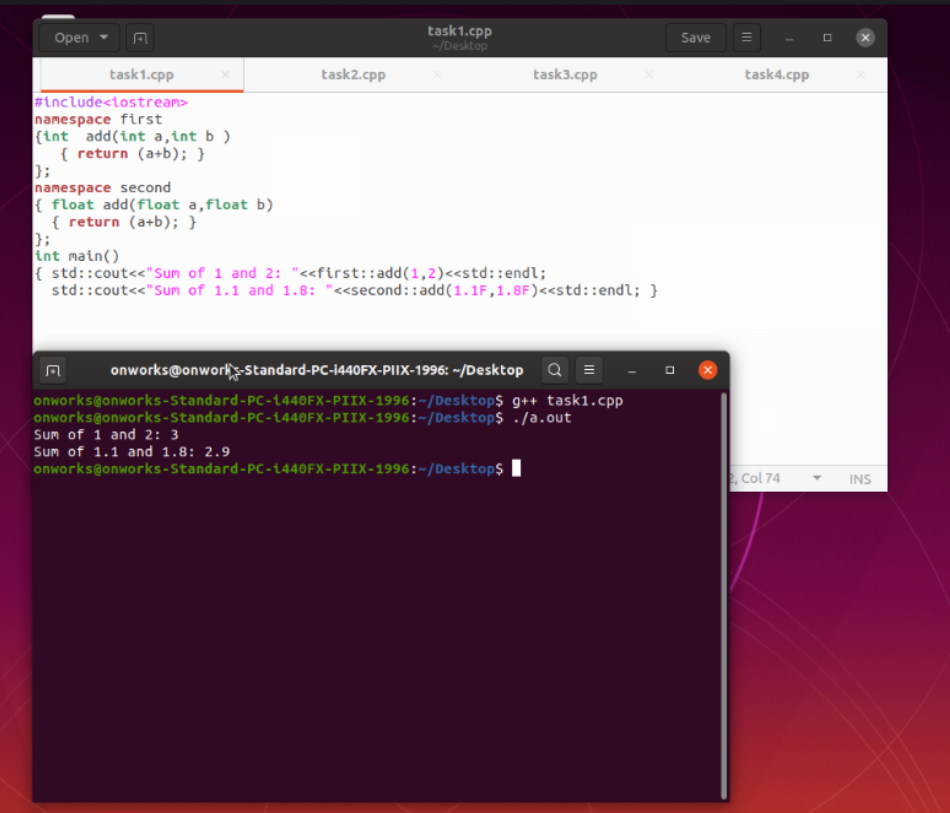 Open
task1.cpp
~/Desktop
Save
task1.cpp
task2.cpp
task3.cpp
task4.cpp
#include<iostream>
namespace first
{int  add(int a,int b )
   { return (a+b); }
};
namespace second
{ float add(float a,float b)
  { return (a+b); }
};
int main()
{ std::cout<<"Sum of 1 and 2: "<<first::add(1,2)<<std::endl;
  std::cout<<"Sum of 1.1 and 1.8: "<<second::add(1.1F,1.8F)<<std::endl; }
onworks@onworks-Standard-PC-i440FX-PIIX-1996: ~/Desktop
onworks@onworks-Standard-PC-i440FX-PIIX-1996:~/Desktop$ g++ task1.cpp
onworks@onworks-Standard-PC-i440FX-PIIX-1996:~/Desktop$ ./a.out
Sum of 1 and 2: 3
Sum of 1.1 and 1.8: 2.9
onworks@onworks-Standard-PC-i440FX-PIIX-1996:~/Desktop$
2, Col 74
INS